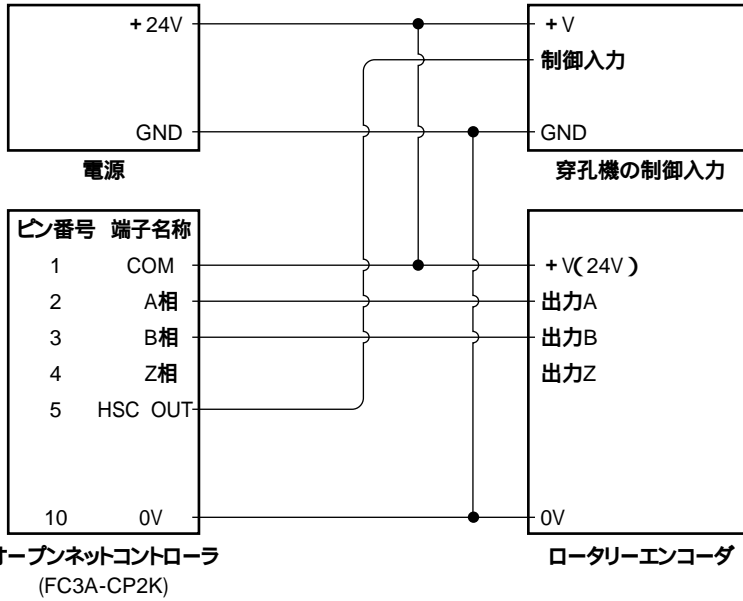 +24V
GND
電源
+V
制御入力
GND
穿孔機の制御入力
ピン番号 端子名称
1 COM
2 A相
3 B相
4 Z相
5 HSC OUT
10 0V
オープンネットコントローラ
(FC3A-CP2K)
+V(24V)
出力A
出力B
出力Z
0V
ロータリーエンコーダ